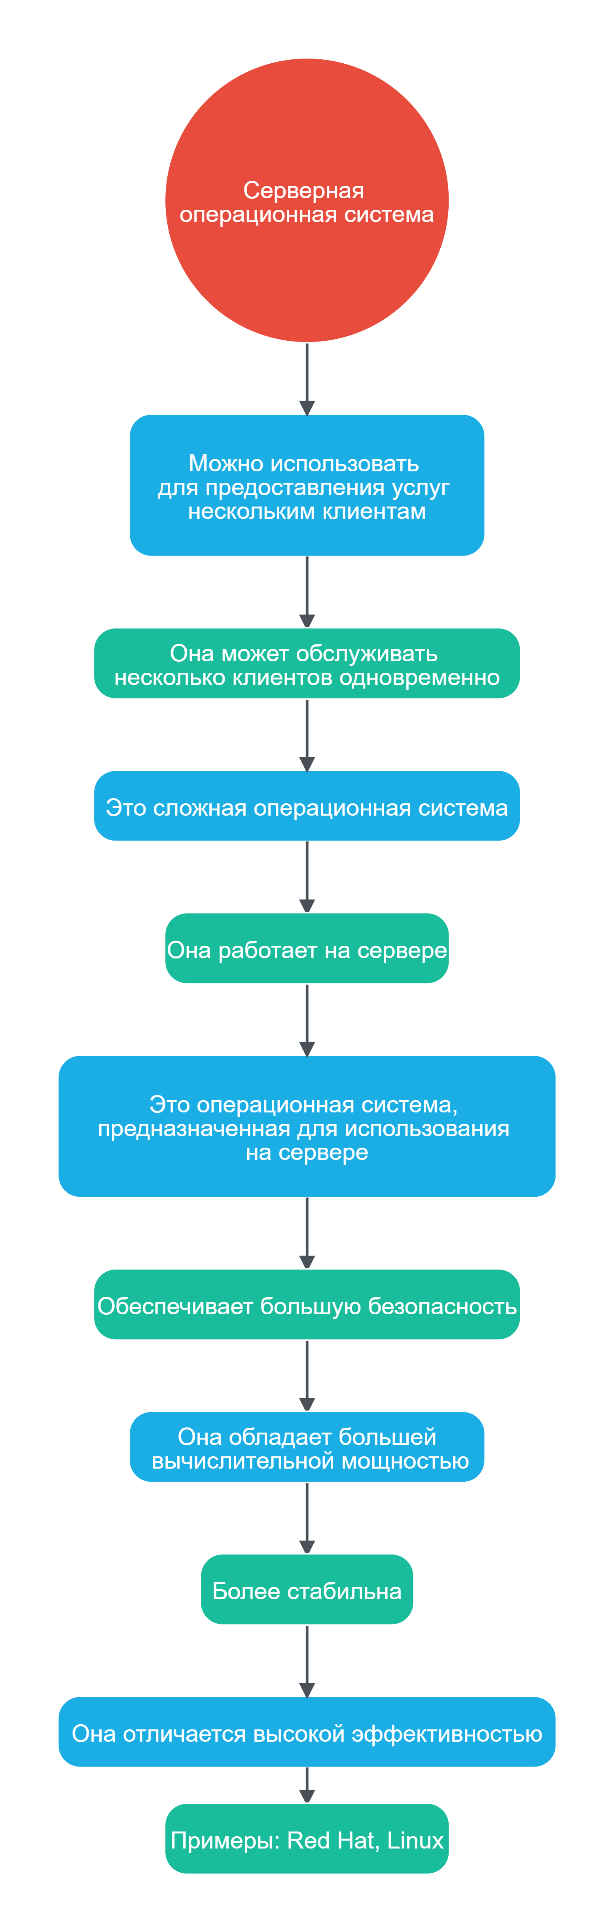 Серверная
операционная система
Можно использовать
для предоставления услуг
нескольким клиентам
Она может обслуживать
несколько клиентов одновременно
Это сложная операционная система
Она работает на сервере
Это операционная система,
предназначенная для использования
на сервере
Обеспечивает большую безопасность
Она обладает большей
вычислительной мощностью
Более стабильна
Она отличается высокой эффективностью
Примеры: Red Hat, Linux